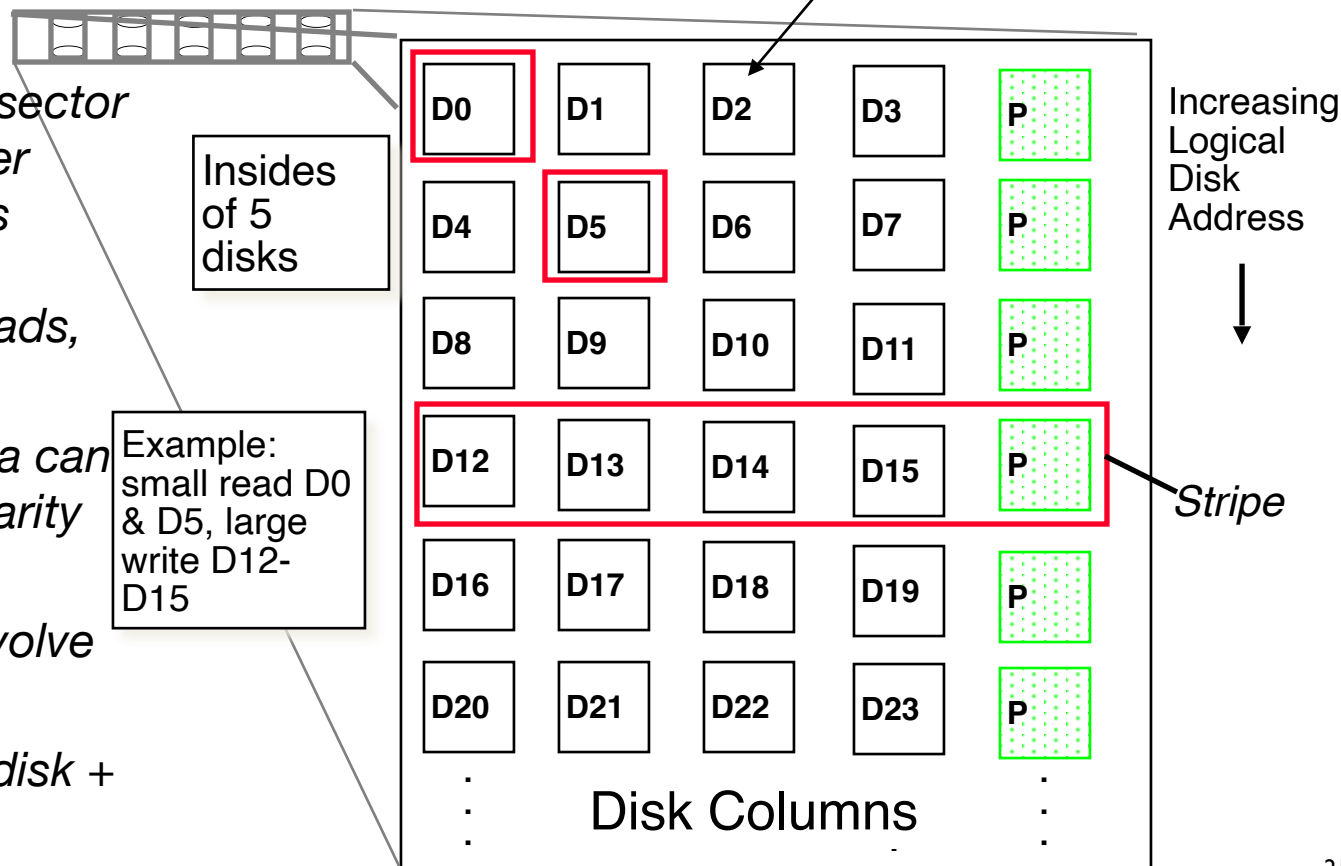 sector
er
s
ads,
a can
arity
volve
disk +
Insides
of 5
disks
Example:
small read D0
& D5, large
write D12-
D15
D0 D1 D2 D3 P
D4 D5 D6 D7 P
D8 D9 D10 D11 P
D12 D13 D14 D15 P
D16 D17 D18 D19 P
D20 D21 D22 D23 P
Disk Columns
Increasing
Logical
Disk
Address
Stripe